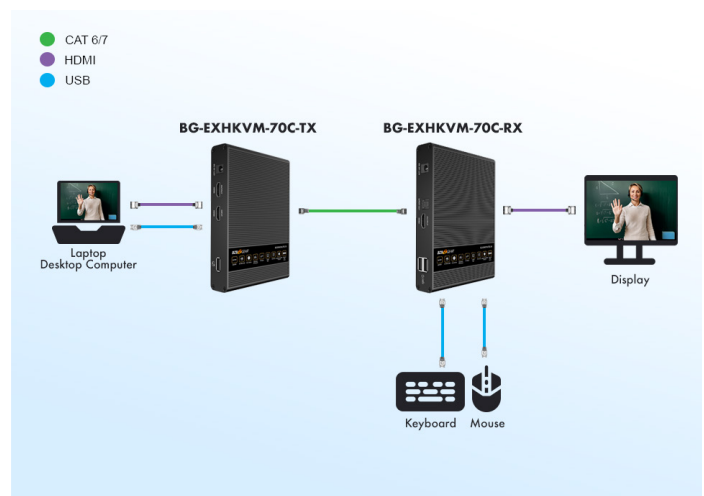 CAT 6/7
HDMI
USB
BG-EXHKVM-70C-TX
BG-EXHKVM-70C-RX
Laptop
Desktop Computer
Display
Keyboard
Mouse